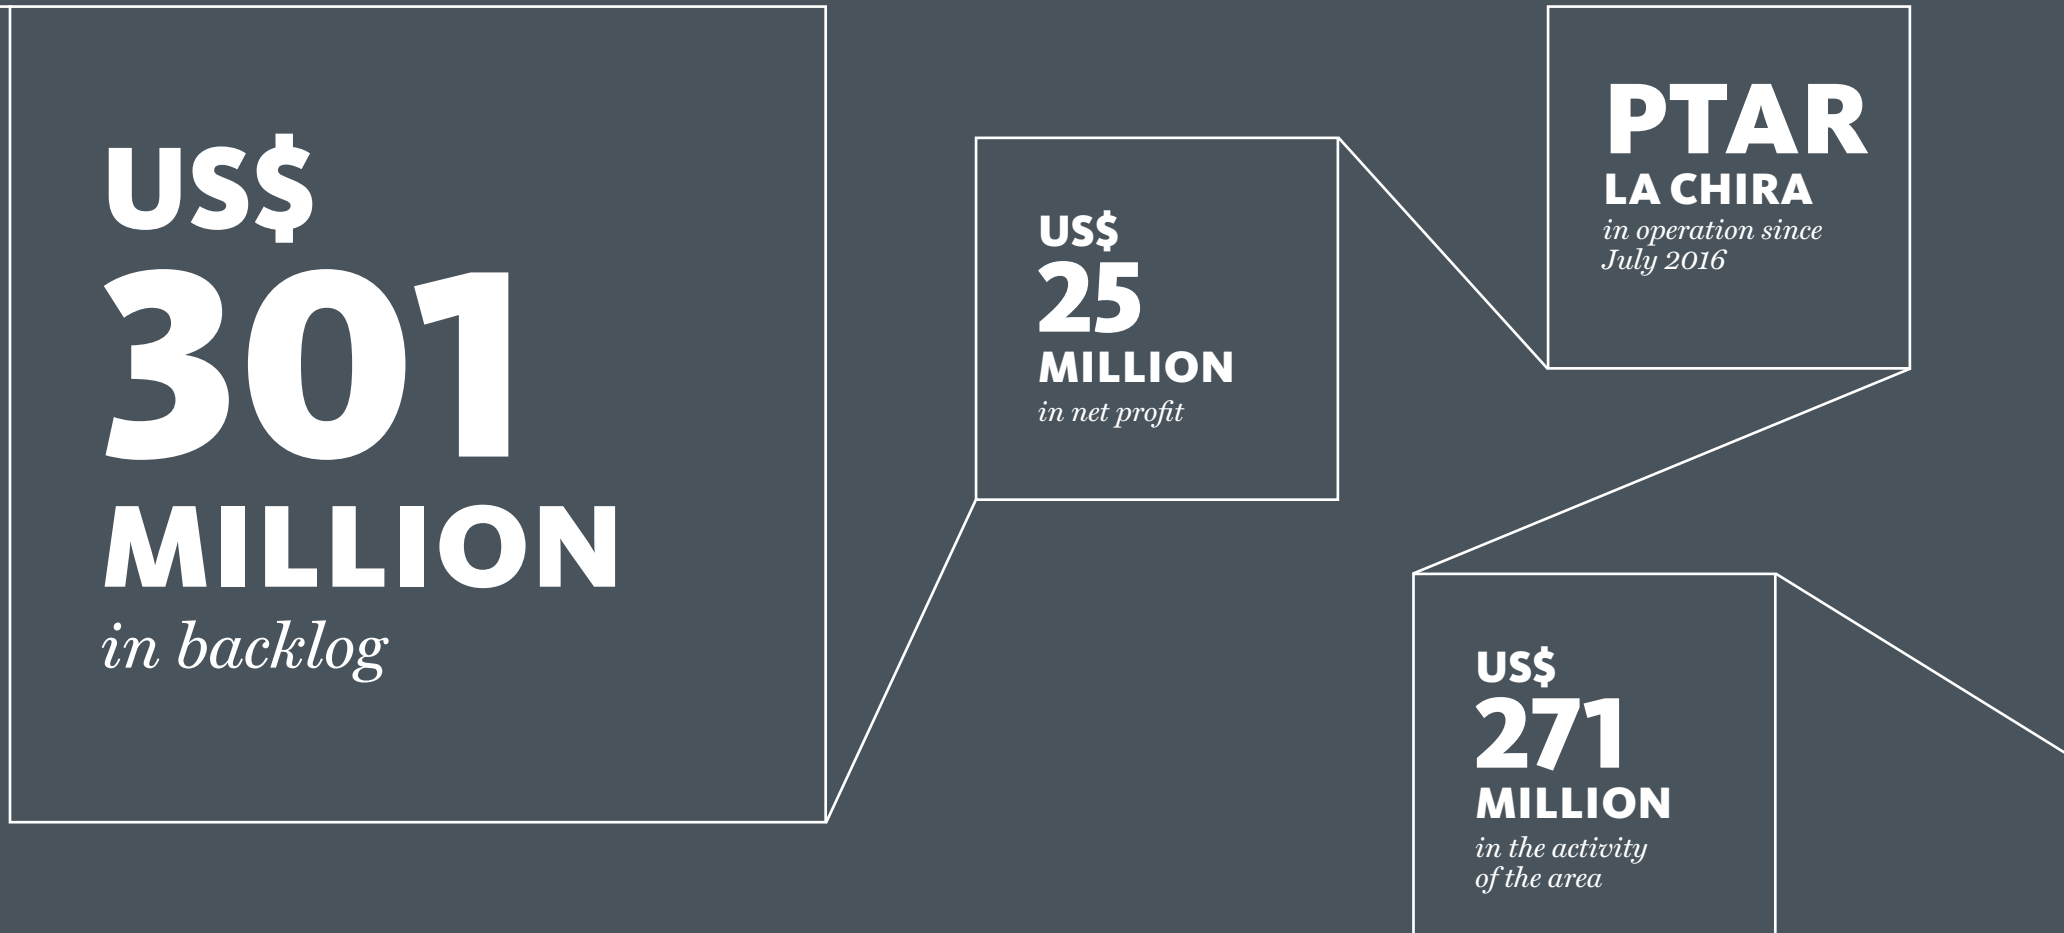 US$
301
MILLION
in backlog
US$
25
MILLION
in net profit
PTAR
LA CHIRA
in operation since
July 2016
US$
271
MILLION
in the activity
of the area